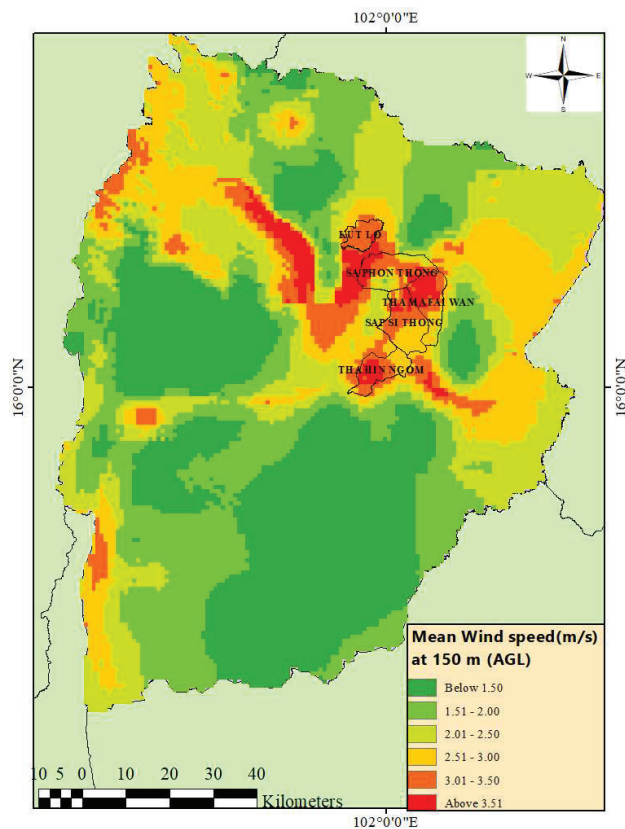 102°0'0"E
N
W
E
S
KUT LO
SAPHON THONG
THAMAFAI WAN
SAP SI THONG
THA HIN NGOM
16°0'0"N
16°0'0"N
Mean Wind speed(m/s)
at 150 m (AGL)
Below 1.50
1.51 - 2.00
2.01 - 2.50
2.51 - 3.00
3.01 - 3.50
Above 3.51
10 5 0 10 20 30 40
Kilometers
102°0'0"E